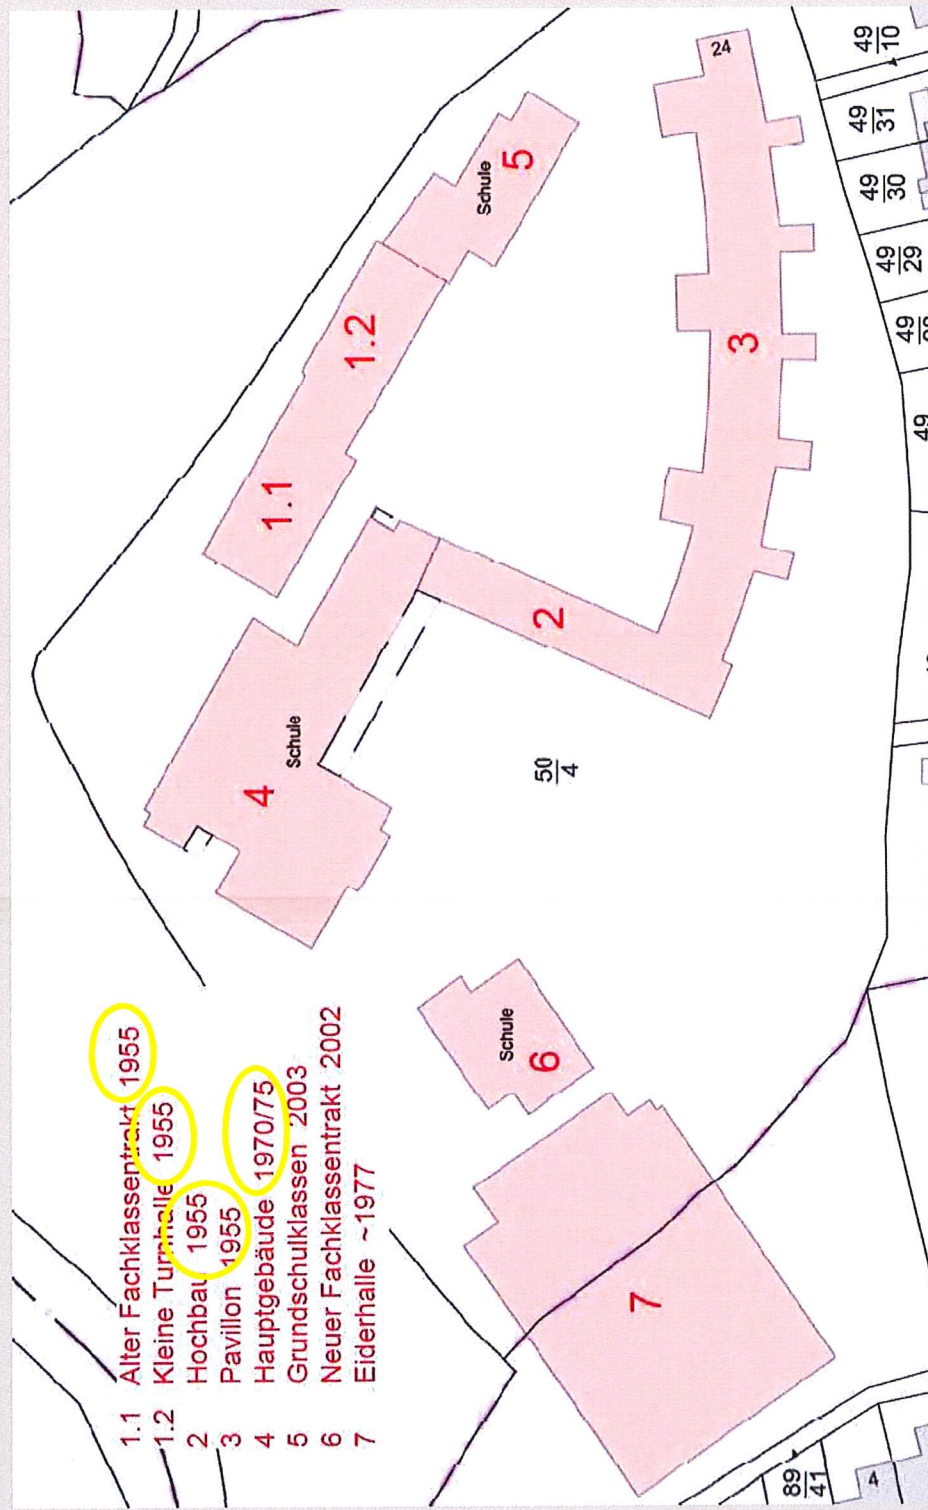 1.1 Alter Fachklassentrakt 1955
1.2 Kleine Turnhalle 1955
2 Hochbau 1955
3 Pavillon 1955
4 Hauptgebäude 1970/75
5 Grundschulklassen 2003
6 Neuer Fachklassentrakt 2002
7 Eiderhalle ~1977
1.1
1.2
Schule
5
4
Schule
2
3
24
50
4
Schule
6
7
89
41
4
49
49
49
29
49
30
49
31
49
10